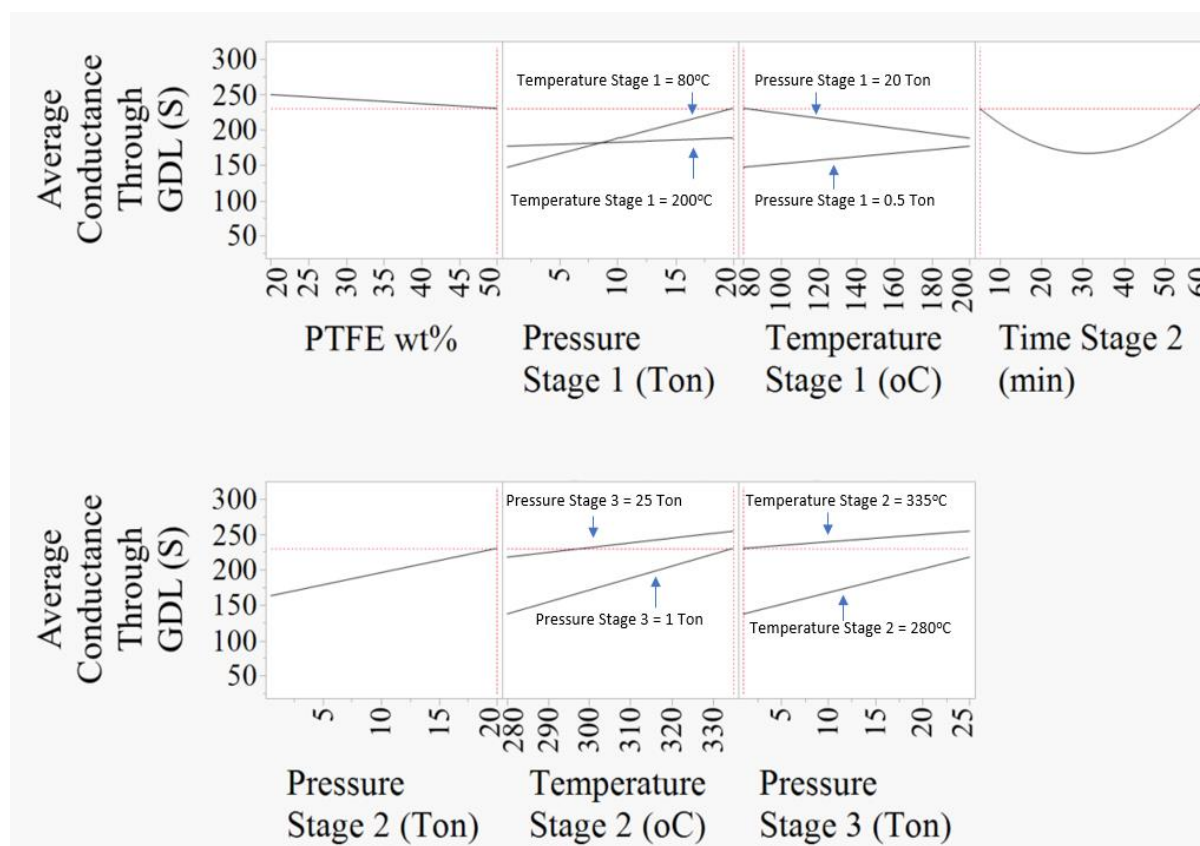 Average
Conductance
Through
GDL (S)
300
250
200
150
100
50
Temperature Stage 1 = 80°C
Temperature Stage 1 = 200°C
Pressure Stage 1 = 20 Ton
Pressure Stage 1 = 0.5 Ton
20 25 30 35 40 45 50
5 10 15 20
80 100 120 140 160 180 200
10 20 30 40 50 60
PTFE wt%
Pressure
Stage 1 (Ton)
Temperature
Stage 1 (oC)
Time Stage 2
(min)
Average
Conductance
Through
GDL (S)
300
250
200
150
100
50
Pressure Stage 3 = 25 Ton
Pressure Stage 3 = 1 Ton
Temperature Stage 2 = 335°C
Temperature Stage 2 = 280°C
5 10 15 20
280 290 300 310 320 330
5 10 15 20 25
Pressure
Stage 2 (Ton)
Temperature
Stage 2 (oC)
Pressure
Stage 3 (Ton)